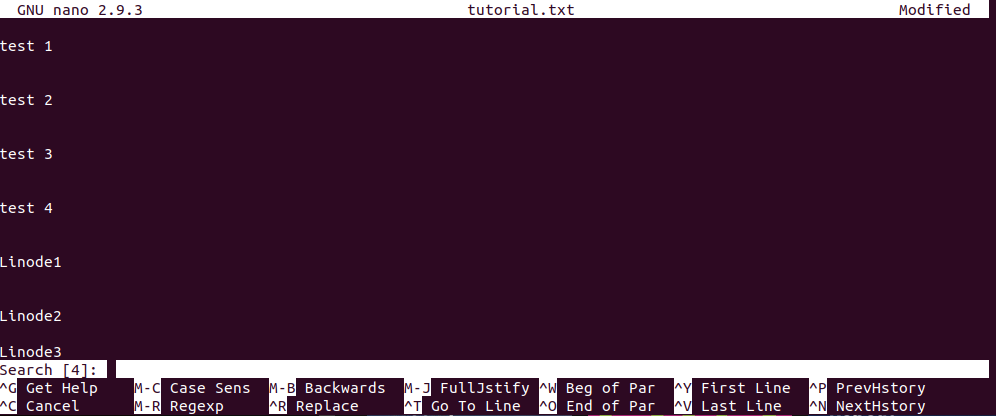 GNU nano 2.9.3 tutorial.txt Modified
test 1
test 2
test 3
test 4
Linode1
Linode2
Linode3
Search [4]:
^G Get Help M-C Case Sens M-B Backwards M-J FullJstify ^W Beg of Par ^Y First Line ^P PrevHstory
^C Cancel M-R Regexp ^R Replace ^T Go To Line ^O End of Par ^V Last Line ^N NextHstory